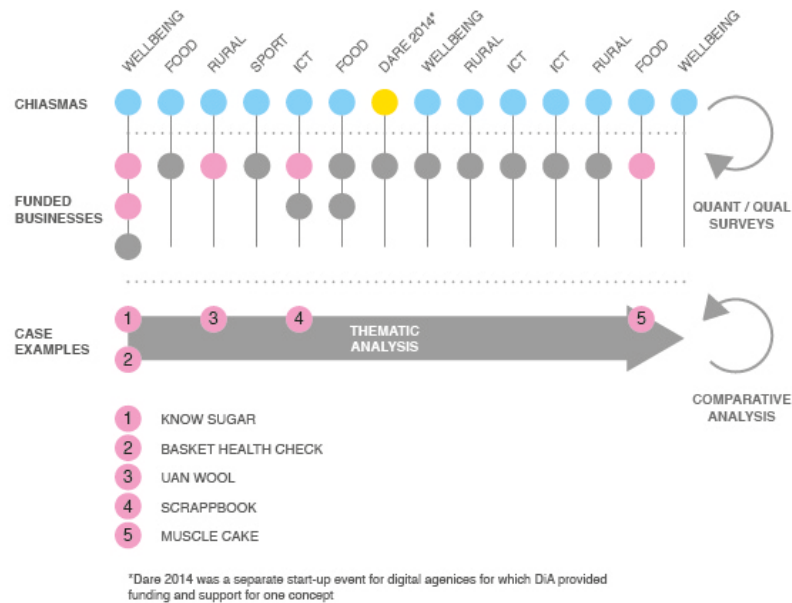 WELLBEING
FOOD
RURAL
SPORT
ICT
FOOD
DARE 2014*
WELLBEING
RURAL
ICT
ICT
RURAL
FOOD
WELLBEING
CHIASMAS
FUNDED
BUSINESSES
QUANT / QUAL
SURVEYS
CASE
EXAMPLES
1
2
3
4
5
THEMATIC
ANALYSIS
COMPARATIVE
ANALYSIS
1 KNOW SUGAR
2 BASKET HEALTH CHECK
3 UAN WOOL
4 SCRAPPBOOK
5 MUSCLE CAKE
*Dare 2014 was a separate start-up event for digital agenices for which DiA provided
funding and support for one concept